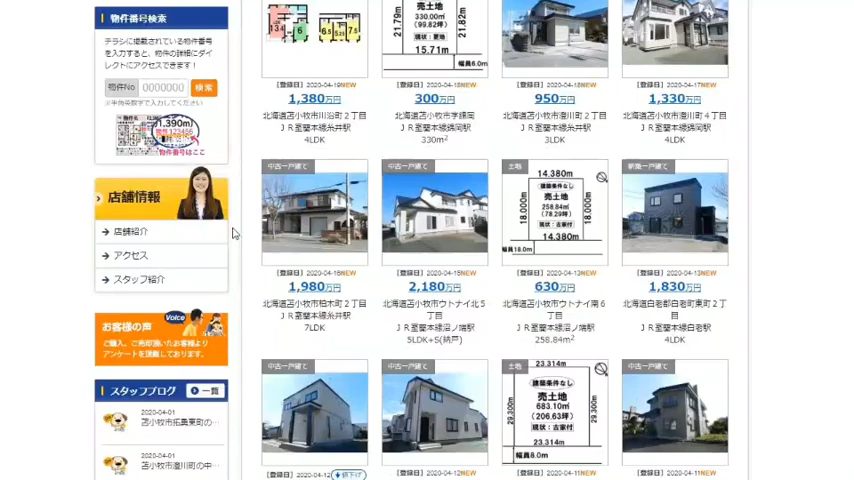 物件番号検索
チラシに掲載されている物件番号
を入力すると、物件の詳細にダイ
レクトにアクセスできます！
物件No 0000000 検索
※半角英数字で入力してください
1,390m
物件番号はここ
店舗情報
店舗紹介
アクセス
スタッフ紹介
お客様の声
Voice
ご購入、ご売却頂いたお客様より
アンケートを頂戴しております。
スタッフブログ 一覧
2020-04-01
苫小牧市拓勇東町の…
2020-04-01
苫小牧市澄川町の中…
21.79m
売土地
330.00㎡
(99.82坪)
現状：更地
21.82m
15.71m
幅員6.0m
[登録日] 2020-04-19NEW
1,380万円
北海道苫小牧市川沿町２丁目
ＪＲ室蘭本線糸井駅
4LDK
[登録日] 2020-04-18NEW
300万円
北海道苫小牧市字錦岡
ＪＲ室蘭本線錦岡駅
330m²
[登録日] 2020-04-18NEW
950万円
北海道苫小牧市澄川町２丁目
ＪＲ室蘭本線糸井駅
3LDK
[登録日] 2020-04-17NEW
1,330万円
北海道苫小牧市澄川町４丁目
ＪＲ室蘭本線錦岡駅
4LDK
中古一戸建て
[登録日] 2020-04-16NEW
1,980万円
北海道苫小牧市柏木町２丁目
ＪＲ室蘭本線糸井駅
7LDK
中古一戸建て
[登録日] 2020-04-15NEW
2,180万円
北海道苫小牧市ウトナイ北５
丁目
ＪＲ室蘭本線沼ノ端駅
5LDK+S(納戸)
土地
14.380m
建築条件なし
売土地
258.84㎡
(78.29坪)
現状：古家付
18.000m
18.000m
14.380m
幅員18.0m
[登録日] 2020-04-13NEW
630万円
北海道苫小牧市ウトナイ南６
丁目
ＪＲ室蘭本線沼ノ端駅
258.84m²
新築一戸建て
[登録日] 2020-04-13NEW
1,830万円
北海道白老郡白老町東町２丁
目
ＪＲ室蘭本線白老駅
4LDK
中古一戸建て
[登録日] 2020-04-12 値下げ
中古一戸建て
[登録日] 2020-04-12NEW
土地
23.314m
建築条件なし
売土地
683.10㎡
(206.63坪)
現状：古家付
29.300m
29.300m
23.314m
幅員8.0m
[登録日] 2020-04-11NEW
中古一戸建て
[登録日] 2020-04-11NEW